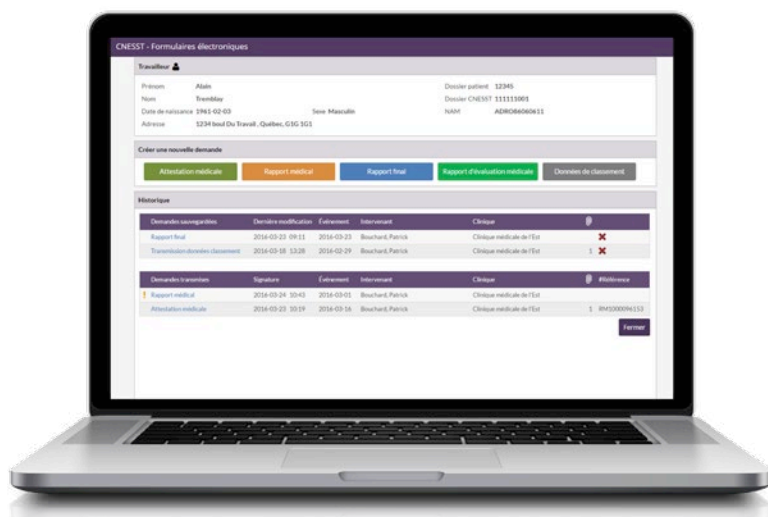 CNESST - Formulaires électroniques
Travailleur
Prénom Alain Dossier patient 12345
Nom Tremblay Dossier CNESST 111111001
Date de naissance 1961-02-03 Sexe Masculin NAM ADROB6060611
Adresse 1234 boul Du Travail, Québec, G1G 1G1
Créer une nouvelle demande
Attestation médicale Rapport médical Rapport final Rapport d'évaluation médicale Données de classement
Historique
Demandes sauvegardées Dernière modification Événement Intervenant Clinique
Rapport final 2016-03-23 09:11 2016-03-23 Bouchard, Patrick Clinique médicale de l'Est
Transmission données classement 2016-03-18 13:28 2016-02-29 Bouchard, Patrick Clinique médicale de l'Est 1
Demandes transmises Signature Événement Intervenant Clinique #Référence
! Rapport médical 2016-03-24 10:43 2016-03-01 Bouchard, Patrick Clinique médicale de l'Est
Attestation médicale 2016-03-23 10:19 2016-03-16 Bouchard, Patrick Clinique médicale de l'Est 1 RM1000096153
Fermer